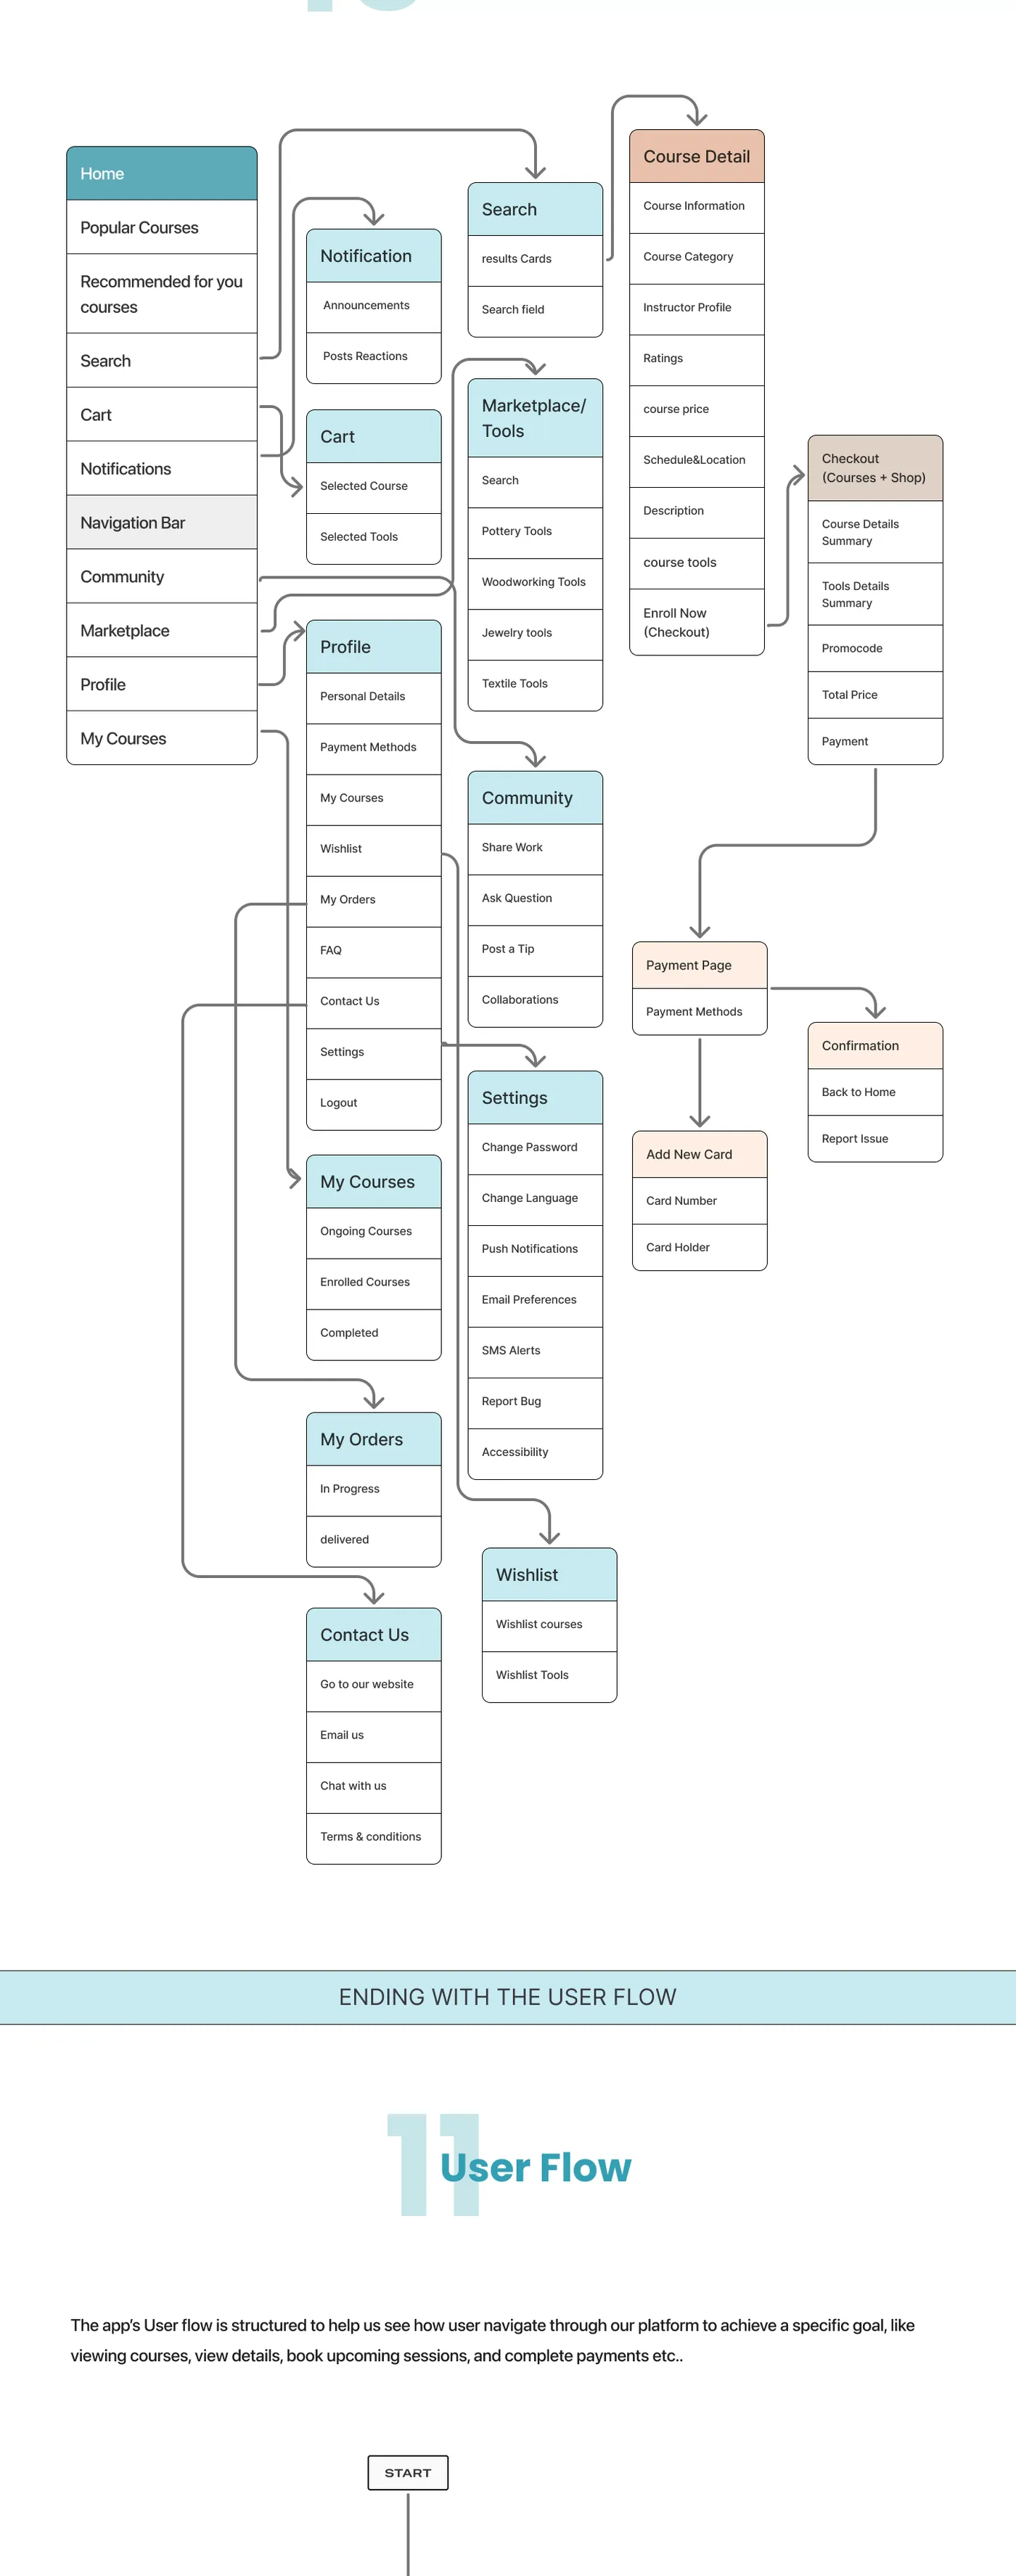 Home
Popular Courses
Recommended for you
courses
Search
Cart
Notifications
Navigation Bar
Community
Marketplace
Profile
My Courses
Notification
Announcements
Posts Reactions
Cart
Selected Course
Selected Tools
Profile
Personal Details
Payment Methods
My Courses
Wishlist
My Orders
FAQ
Contact Us
Settings
Logout
My Courses
Ongoing Courses
Enrolled Courses
Completed
My Orders
In Progress
delivered
Contact Us
Go to our website
Email us
Chat with us
Terms & conditions
Search
results Cards
Search field
Marketplace/
Tools
Search
Pottery Tools
Woodworking Tools
Jewelry tools
Textile Tools
Community
Share Work
Ask Question
Post a Tip
Collaborations
Settings
Change Password
Change Language
Push Notifications
Email Preferences
SMS Alerts
Report Bug
Accessibility
Wishlist
Wishlist courses
Wishlist Tools
Course Detail
Course Information
Course Category
Instructor Profile
Ratings
course price
Schedule&Location
Description
course tools
Enroll Now
(Checkout)
Checkout
(Courses + Shop)
Course Details
Summary
Tools Details
Summary
Promocode
Total Price
Payment
Payment Page
Payment Methods
Confirmation
Back to Home
Report Issue
Add New Card
Card Number
Card Holder
ENDING WITH THE USER FLOW
11
User Flow
The app's User flow is structured to help us see how user navigate through our platform to achieve a specific goal, like
viewing courses, view details, book upcoming sessions, and complete payments etc..
START